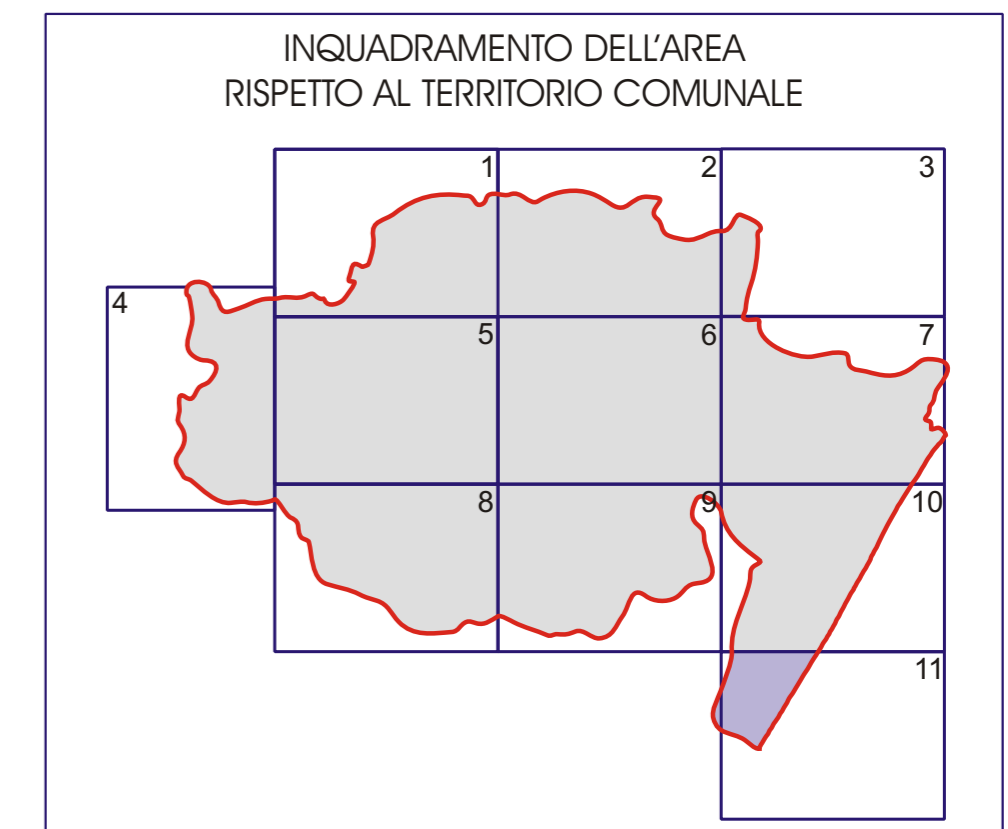 INQUADRAMENTO DELL'AREA
RISPETTO AL TERRITORIO COMUNALE
1 2 3
4
5 6 7
8 9 10
11